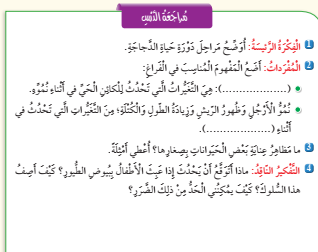 مُراجَعَةُ الدَّرْسِ
1 الْفِكْرَةُ الرَّئيسَةُ: أُوَضِّحُ مَراحِلَ دَوْرَةِ حَياةِ الدَّجاجَةِ.
2 الْمُفْرَداتُ: أَضَعُ الْمَفْهومَ الْمُناسِبَ في الْفَراغِ:
• (...................): هِيَ التَّغَيُّراتُ الَّتي تَحْدُثُ لِلْكائِنِ الْحَيِّ في أَثْناءِ نُمُوِّهِ.
• نُمُوُّ الْأَرْجُلِ وَظُهورُ الرّيشِ وَزِيادَةُ الطّولِ وَالْكُتْلَةِ؛ مِنَ التَّغَيُّراتِ الَّتي تَحْدُثُ في
أَثْناءِ (...................).
3 ما مَظاهِرُ عِنايَةِ بَعْضِ الْحَيَواناتِ بِصِغارِها؟ أُعْطي أَمْثِلَةً.
4 التَّفْكيرُ النّاقِدُ: ماذا أَتَوَقَّعُ أَنْ يَحْدُثَ إِذا عَبِثَ الْأَطْفالُ بِبُيوضِ الطُّيورِ؟ كَيْفَ أَصِفُ
هذا السُّلوكَ؟ كَيْفَ يُمْكِنُني الْحَدُّ مِنْ ذلِكَ الضَّرَرِ؟